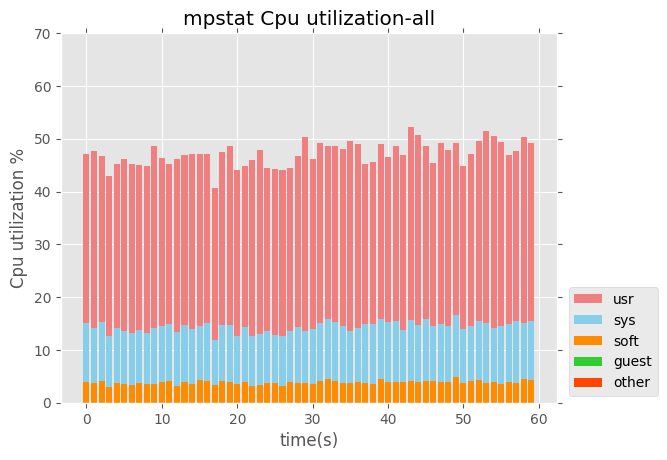 mpstat Cpu utilization-all
70
60
50
40
30
20
10
0
Cpu utilization %
0 10 20 30 40 50 60
time(s)
usr
sys
soft
guest
other